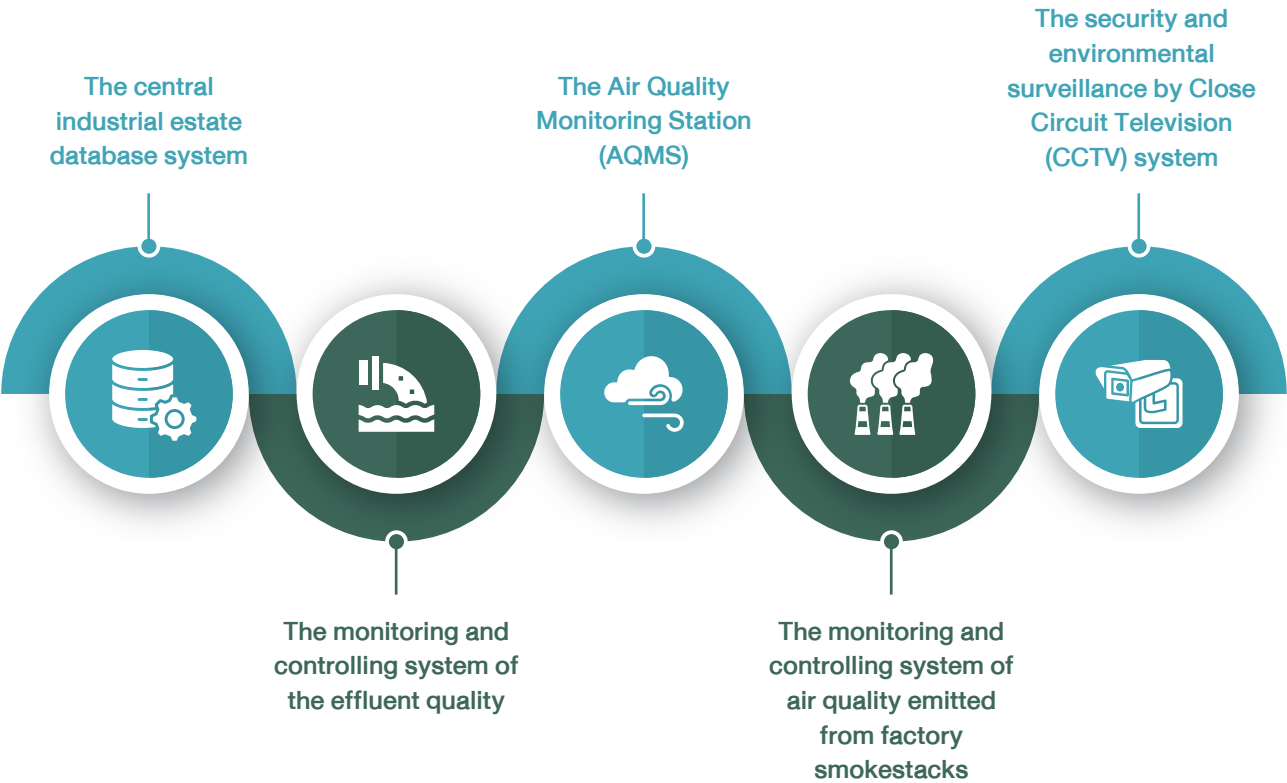 The central
industrial estate
database system
The monitoring and
controlling system of
the effluent quality
The Air Quality
Monitoring Station
(AQMS)
The monitoring and
controlling system of
air quality emitted
from factory
smokestacks
The security and
environmental
surveillance by Close
Circuit Television
(CCTV) system